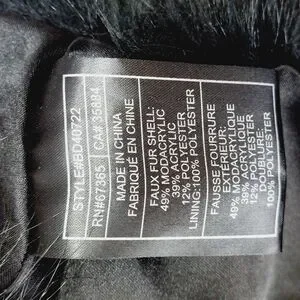 STYLE#BD40722
RN#67365 CA# 35884
MADE IN CHINA
FABRIQUÉ EN CHINE
FAUX FUR SHELL:
49% MODACRYLIC
39% ACRYLIC
12% POLYESTER
LINING:100% POLYESTER
FAUSSE FOURRURE
EXTÉRIEUR:
49% MODACRYLIQUE
39% ACRYLIQUE
12% POLYESTER
DOUBLURE:
100% POLYESTER